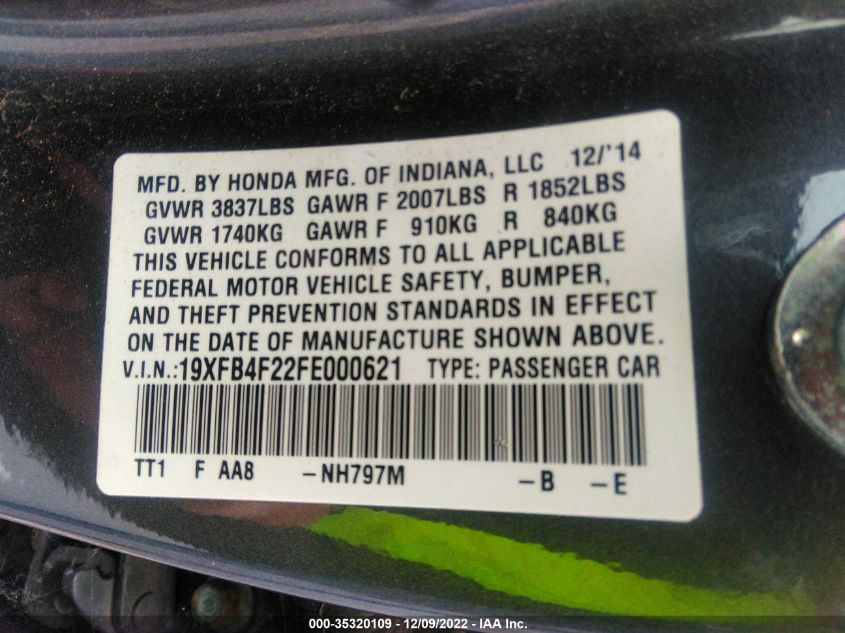 MFD. BY HONDA MFG. OF INDIANA, LLC 12/'14
GVWR 3837LBS GAWR F 2007LBS R 1852LBS
GVWR 1740KG GAWR F 910KG R 840KG
THIS VEHICLE CONFORMS TO ALL APPLICABLE
FEDERAL MOTOR VEHICLE SAFETY, BUMPER,
AND THEFT PREVENTION STANDARDS IN EFFECT
ON THE DATE OF MANUFACTURE SHOWN ABOVE.
V.I.N.:19XFB4F22FE000621 TYPE: PASSENGER CAR
TT1 F AA8 -NH797M -B -E
000-35320109 - 12/09/2022 - IAA Inc.